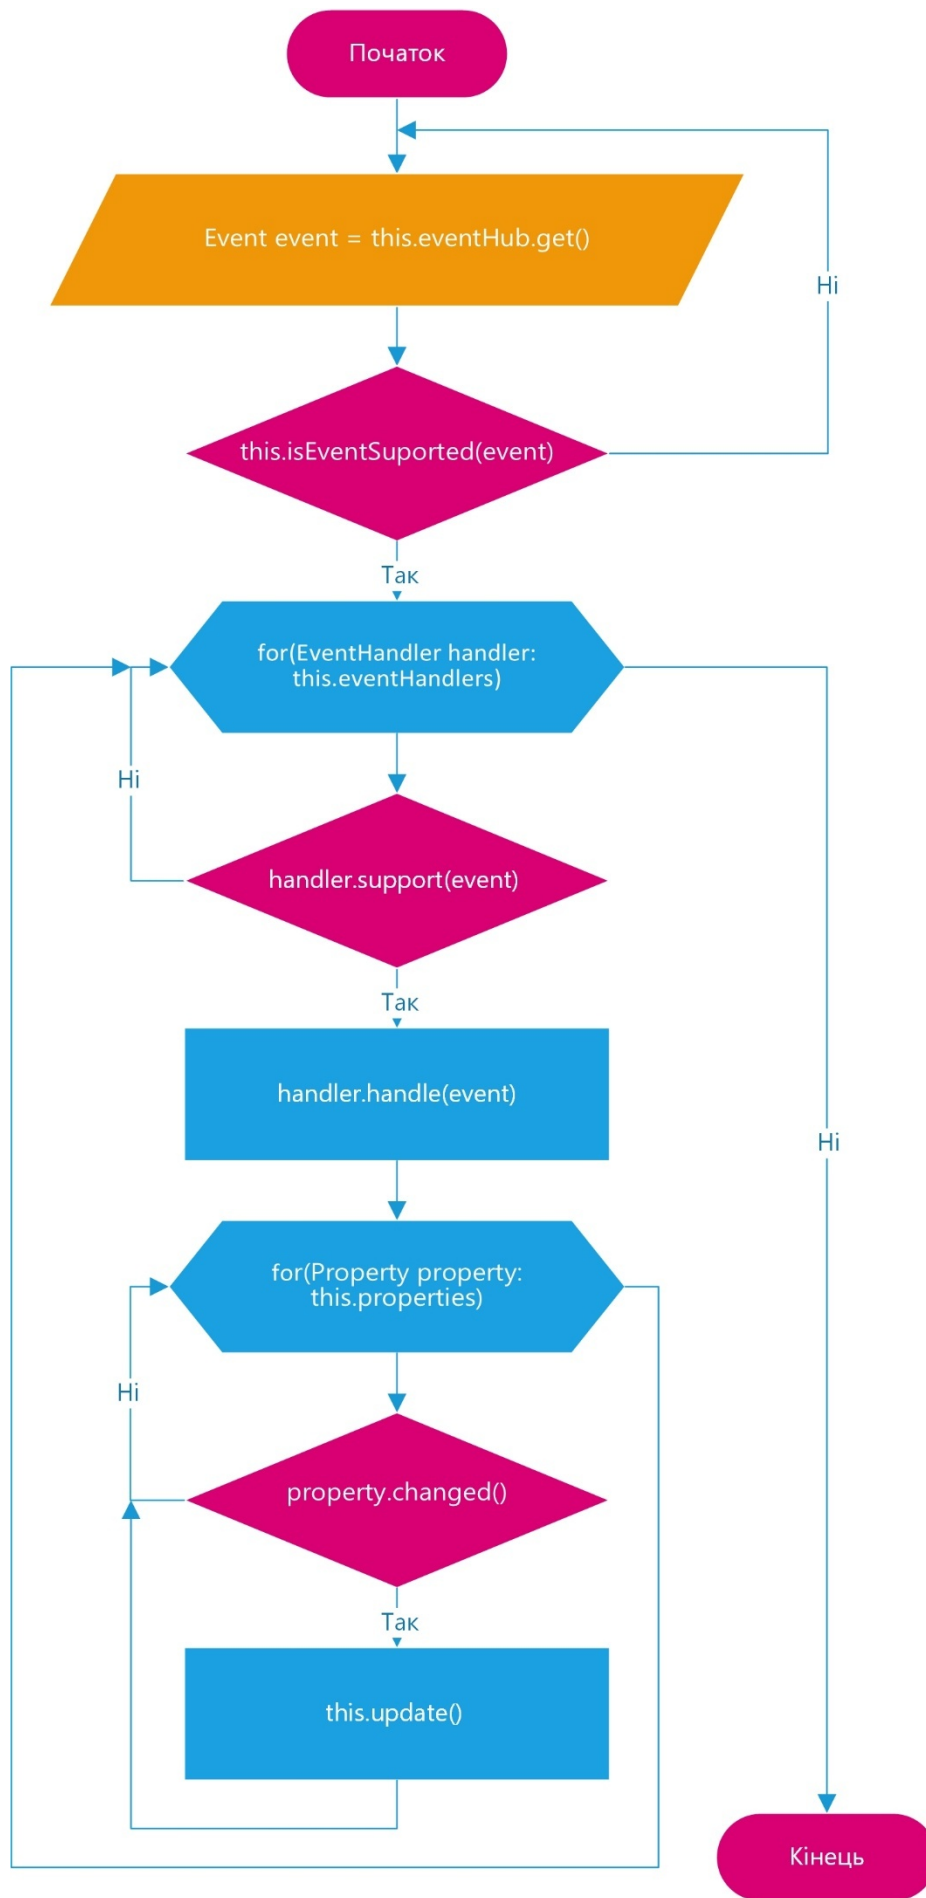 Початок
Event event = this.eventHub.get()
Ні
this.isEventSuported(event)
Так
for(EventHandler handler:
this.eventHandlers)
Ні
handler.support(event)
Так
handler.handle(event)
Ні
for(Property property:
this.properties)
Ні
property.changed()
Так
this.update()
Кінець